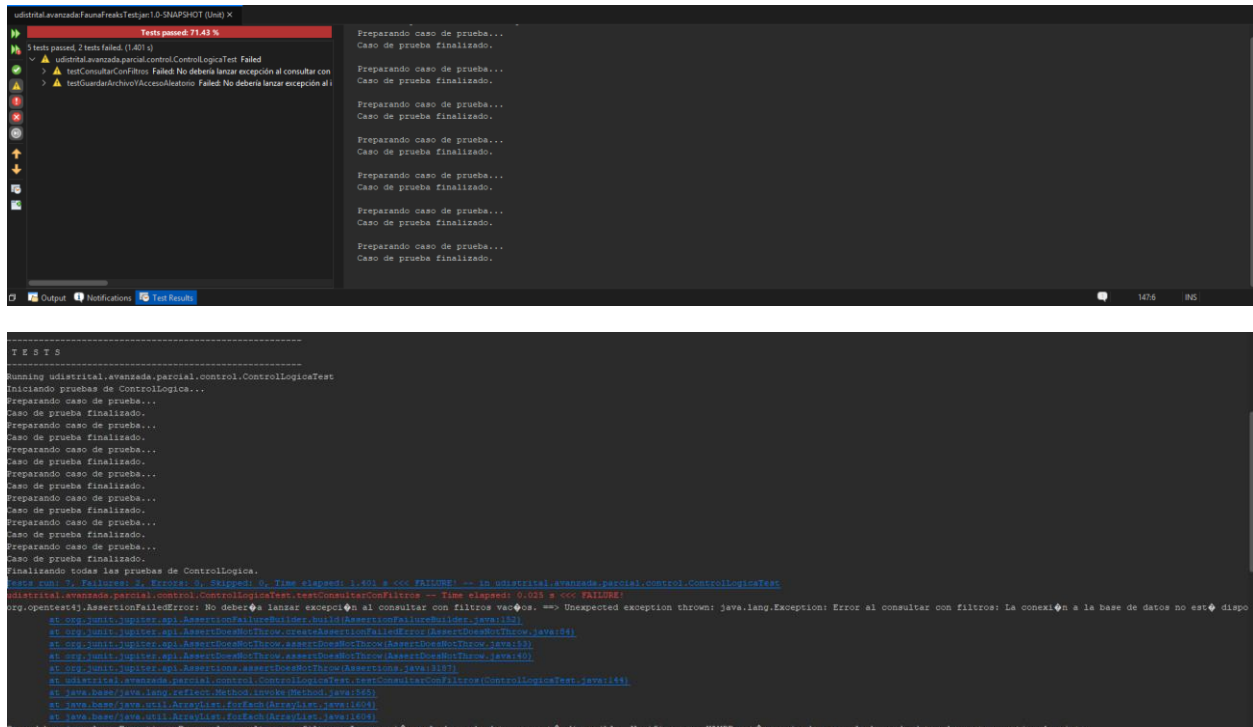 udistrital.avanzada:FaunaFreaksTest:jar:1.0-SNAPSHOT (Unit) ×
Tests passed: 71.43 %
5 tests passed, 2 tests failed. (1.401 s)
udistrital.avanzada.parcial.control.ControlLogicaTest Failed
testConsultarConFiltros Failed: No debería lanzar excepción al consultar con
testGuardarArchivoYAccesoAleatorio Failed: No debería lanzar excepción al i
Preparando caso de prueba...
Caso de prueba finalizado.
Preparando caso de prueba...
Caso de prueba finalizado.
Preparando caso de prueba...
Caso de prueba finalizado.
Preparando caso de prueba...
Caso de prueba finalizado.
Preparando caso de prueba...
Caso de prueba finalizado.
Preparando caso de prueba...
Caso de prueba finalizado.
Preparando caso de prueba...
Caso de prueba finalizado.
Output Notifications Test Results
147:6 INS
-------------------------------------------------------
T E S T S
-------------------------------------------------------
Running udistrital.avanzada.parcial.control.ControlLogicaTest
Iniciando pruebas de ControlLogica...
Preparando caso de prueba...
Caso de prueba finalizado.
Preparando caso de prueba...
Caso de prueba finalizado.
Preparando caso de prueba...
Caso de prueba finalizado.
Preparando caso de prueba...
Caso de prueba finalizado.
Preparando caso de prueba...
Caso de prueba finalizado.
Preparando caso de prueba...
Caso de prueba finalizado.
Preparando caso de prueba...
Caso de prueba finalizado.
Finalizando todas las pruebas de ControlLogica.
Tests run: 7, Failures: 2, Errors: 0, Skipped: 0, Time elapsed: 1.401 s <<< FAILURE! -- in udistrital.avanzada.parcial.control.ControlLogicaTest
udistrital.avanzada.parcial.control.ControlLogicaTest.testConsultarConFiltros -- Time elapsed: 0.025 s <<< FAILURE!
org.opentest4j.AssertionFailedError: No deber�a lanzar excepci�n al consultar con filtros vac�os. ==> Unexpected exception thrown: java.lang.Exception: Error al consultar con filtros: La conexi�n a la base de datos no est� dispo
at org.junit.jupiter.api.AssertionFailureBuilder.build(AssertionFailureBuilder.java:152)
at org.junit.jupiter.api.AssertDoesNotThrow.createAssertionFailedError(AssertDoesNotThrow.java:84)
at org.junit.jupiter.api.AssertDoesNotThrow.assertDoesNotThrow(AssertDoesNotThrow.java:53)
at org.junit.jupiter.api.AssertDoesNotThrow.assertDoesNotThrow(AssertDoesNotThrow.java:40)
at org.junit.jupiter.api.Assertions.assertDoesNotThrow(Assertions.java:3187)
at udistrital.avanzada.parcial.control.ControlLogicaTest.testConsultarConFiltros(ControlLogicaTest.java:144)
at java.base/java.lang.reflect.Method.invoke(Method.java:565)
at java.base/java.util.ArrayList.forEach(ArrayList.java:1604)
at java.base/java.util.ArrayList.forEach(ArrayList.java:1604)